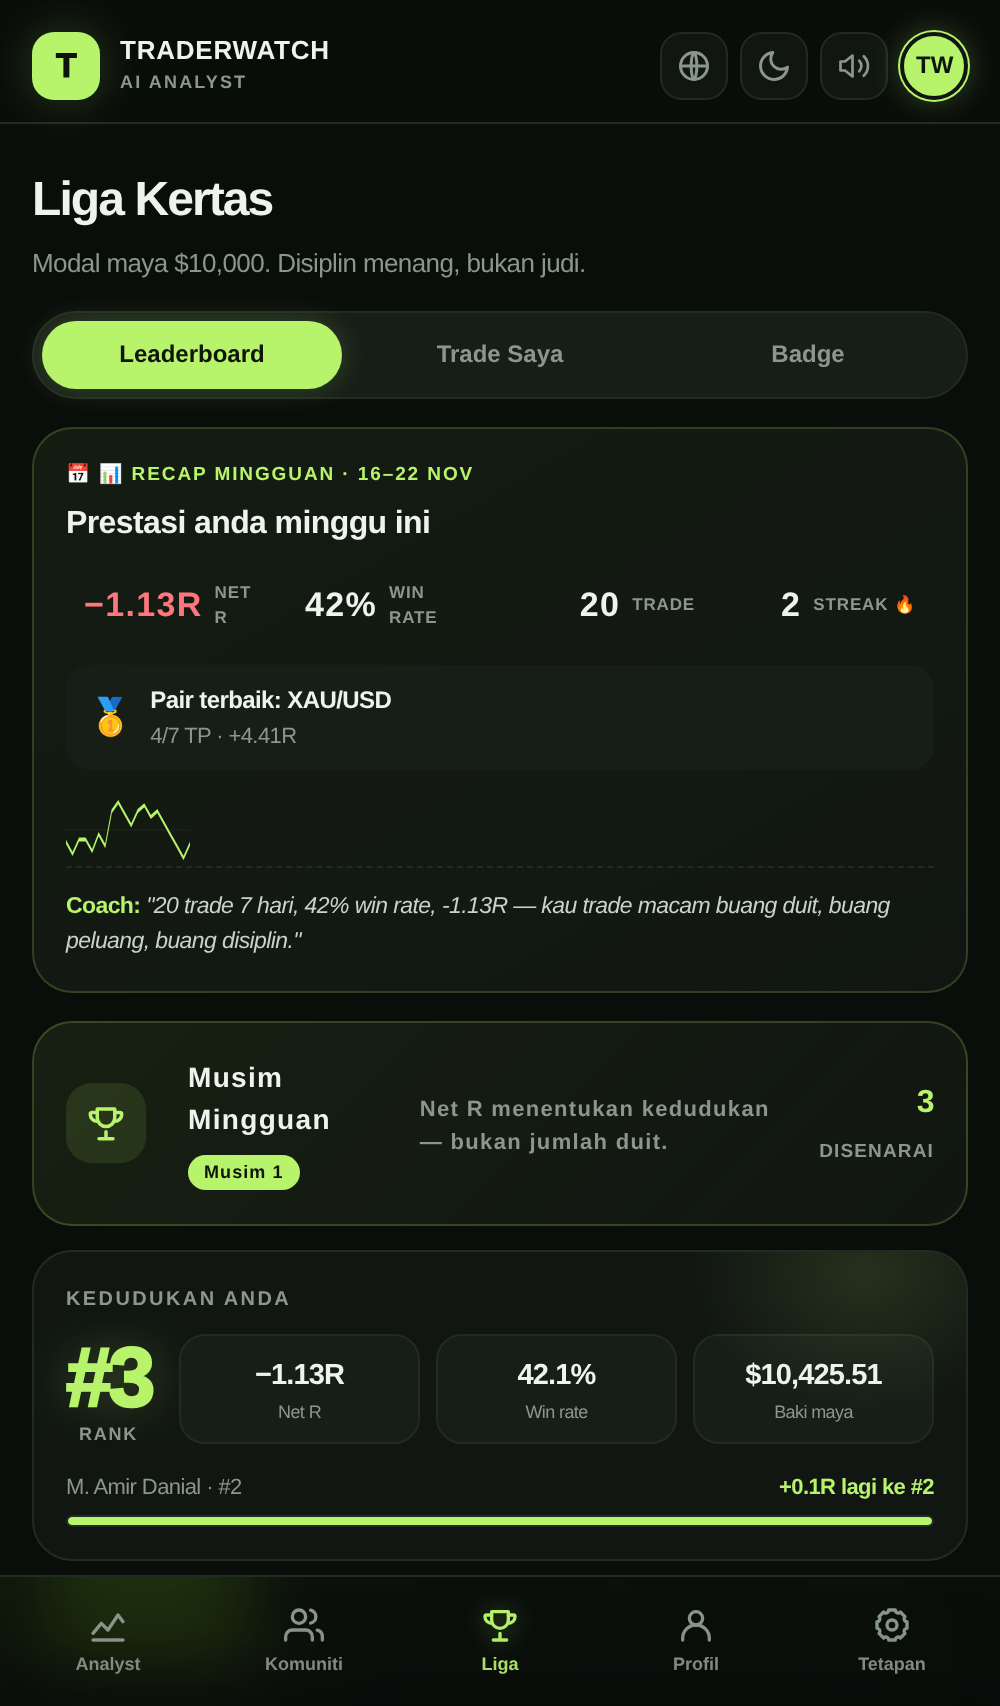 T
TRADERWATCH
AI ANALYST
TW
Liga Kertas
Modal maya $10,000. Disiplin menang, bukan judi.
Leaderboard
Trade Saya
Badge
📅 📊 RECAP MINGGUAN · 16–22 NOV
Prestasi anda minggu ini
−1.13R NET R
42% WIN RATE
20 TRADE
2 STREAK 🔥
Pair terbaik: XAU/USD
4/7 TP · +4.41R
Coach: "20 trade 7 hari, 42% win rate, -1.13R — kau trade macam buang duit, buang
peluang, buang disiplin."
Musim
Mingguan
Musim 1
Net R menentukan kedudukan
— bukan jumlah duit.
3
DISENARAI
KEDUDUKAN ANDA
#3
RANK
−1.13R
Net R
42.1%
Win rate
$10,425.51
Baki maya
M. Amir Danial · #2
+0.1R lagi ke #2
Analyst
Komuniti
Liga
Profil
Tetapan